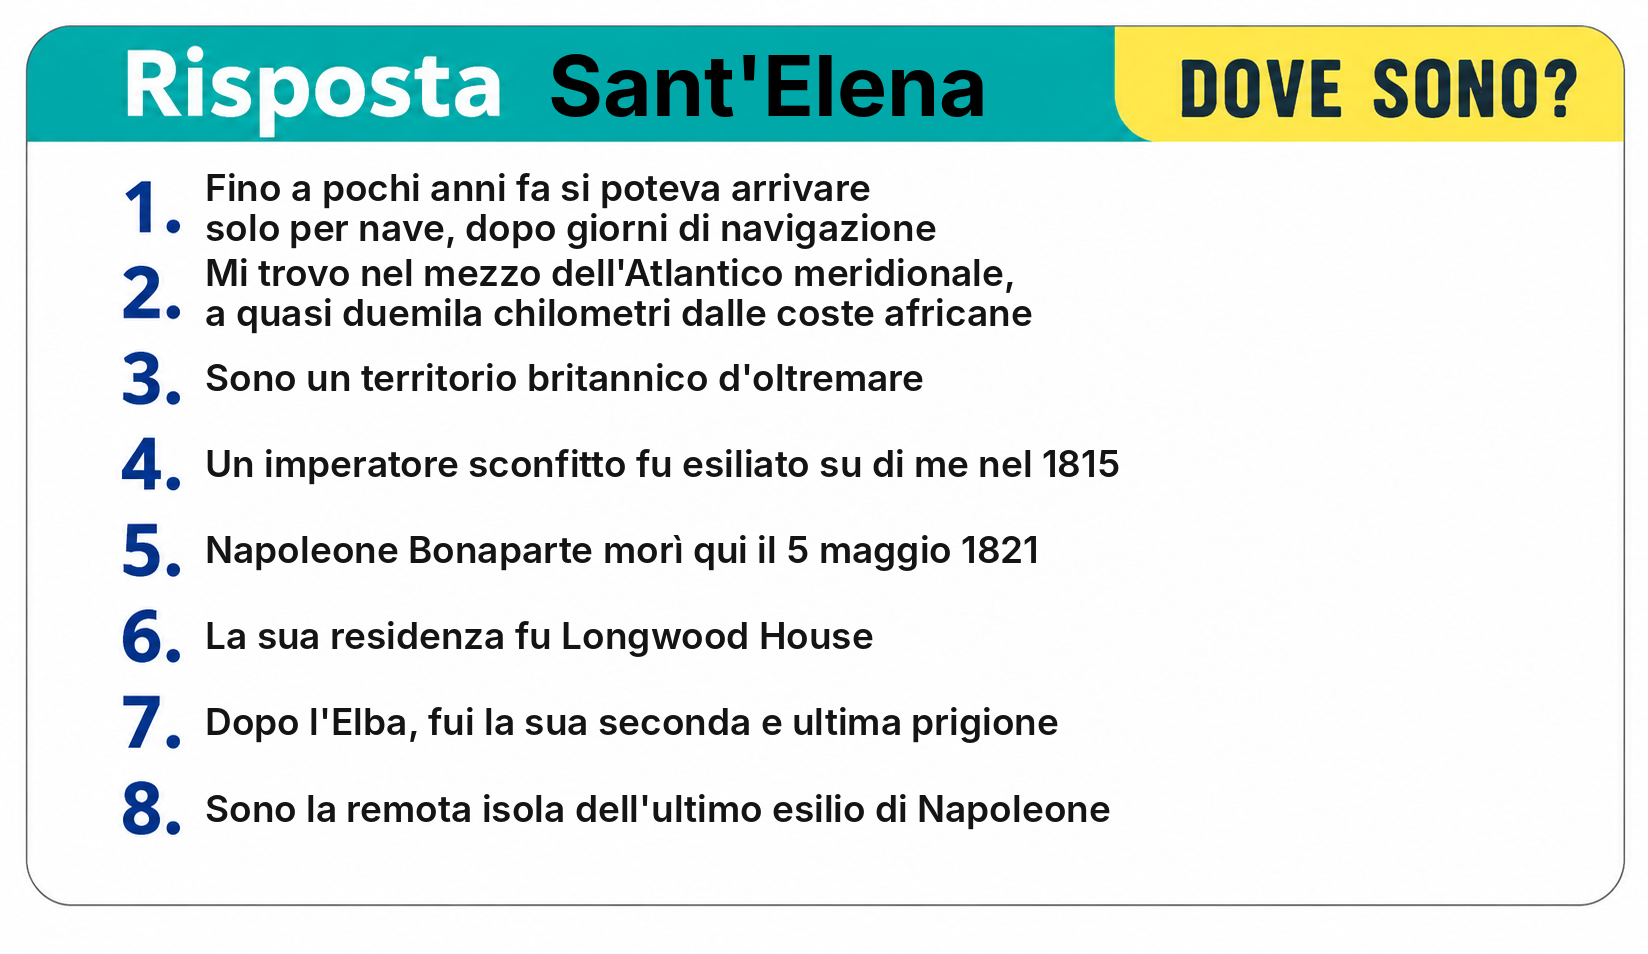 Risposta Sant'Elena DOVE SONO?
1. Fino a pochi anni fa si poteva arrivare
solo per nave, dopo giorni di navigazione
2. Mi trovo nel mezzo dell'Atlantico meridionale,
a quasi duemila chilometri dalle coste africane
3. Sono un territorio britannico d'oltremare
4. Un imperatore sconfitto fu esiliato su di me nel 1815
5. Napoleone Bonaparte morì qui il 5 maggio 1821
6. La sua residenza fu Longwood House
7. Dopo l'Elba, fui la sua seconda e ultima prigione
8. Sono la remota isola dell'ultimo esilio di Napoleone